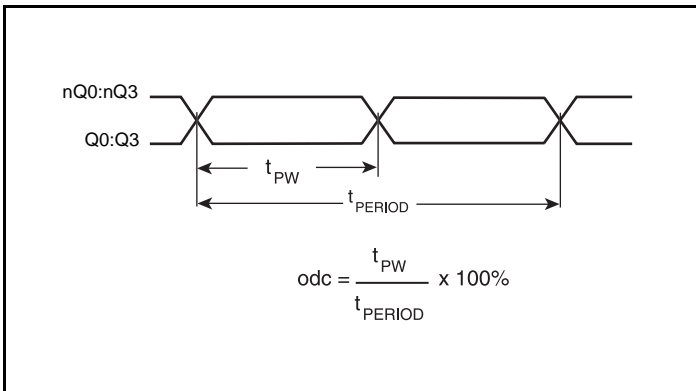 nQ0:nQ3
Q0:Q3
tPW
tPERIOD
odc = tPW / tPERIOD x 100%